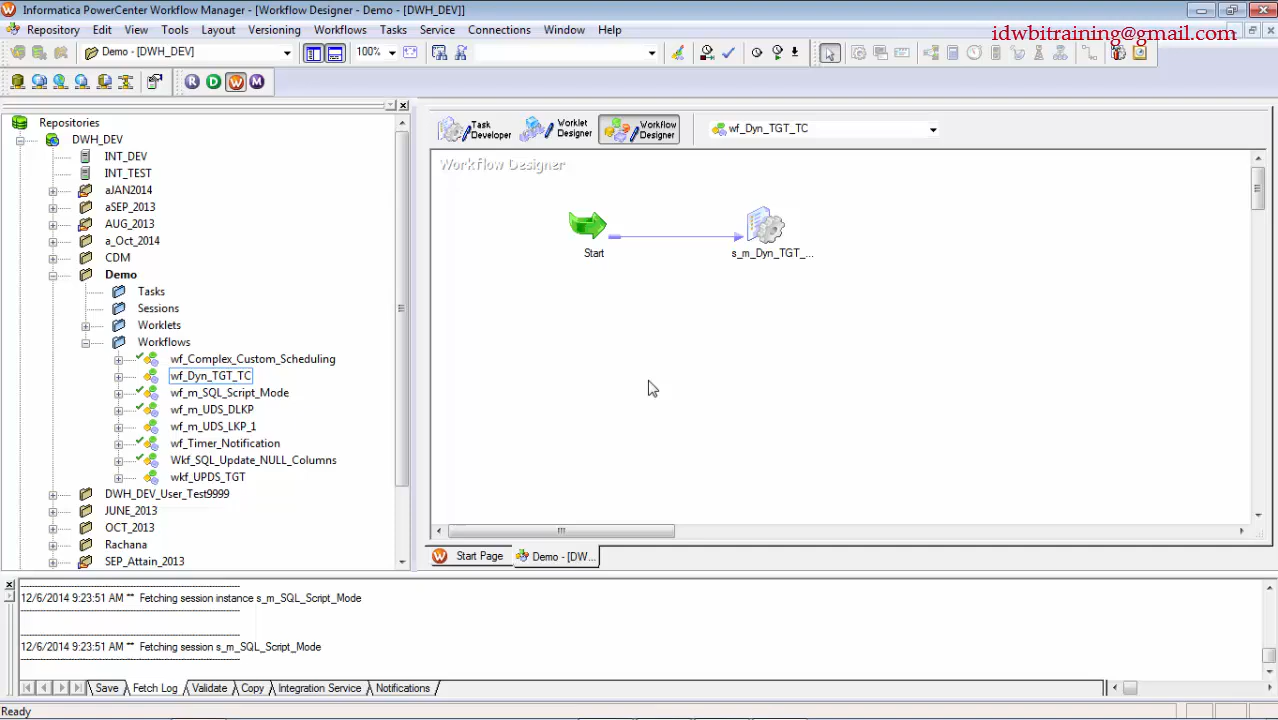 Informatica PowerCenter Workflow Manager - [Workflow Designer - Demo - [DWH_DEV]]
Repository Edit View Tools Layout Versioning Workflows Tasks Service Connections Window Help
idwbitraining@gmail.com
Demo - [DWH_DEV]
100%
R D W M
Repositories
DWH_DEV
INT_DEV
INT_TEST
aJAN2014
aSEP_2013
AUG_2013
a_Oct_2014
CDM
Demo
Tasks
Sessions
Worklets
Workflows
wf_Complex_Custom_Scheduling
wf_Dyn_TGT_TC
wf_m_SQL_Script_Mode
wf_m_UDS_DLKP
wf_m_UDS_LKP_1
wf_Timer_Notification
Wkf_SQL_Update_NULL_Columns
wkf_UPDS_TGT
DWH_DEV_User_Test9999
JUNE_2013
OCT_2013
Rachana
SEP_Attain_2013
Task Developer
Worklet Designer
Workflow Designer
wf_Dyn_TGT_TC
Workflow Designer
Start
s_m_Dyn_TGT_...
Start Page
Demo - [DW...
12/6/2014 9:23:51 AM ** Fetching session instance s_m_SQL_Script_Mode
12/6/2014 9:23:51 AM ** Fetching session s_m_SQL_Script_Mode
Save Fetch Log Validate Copy Integration Service Notifications
Ready